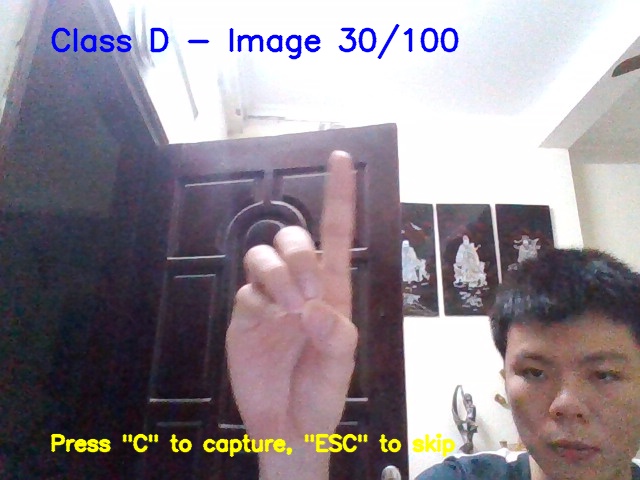 Class D - Image 30/100
Press "C" to capture, "ESC" to skip